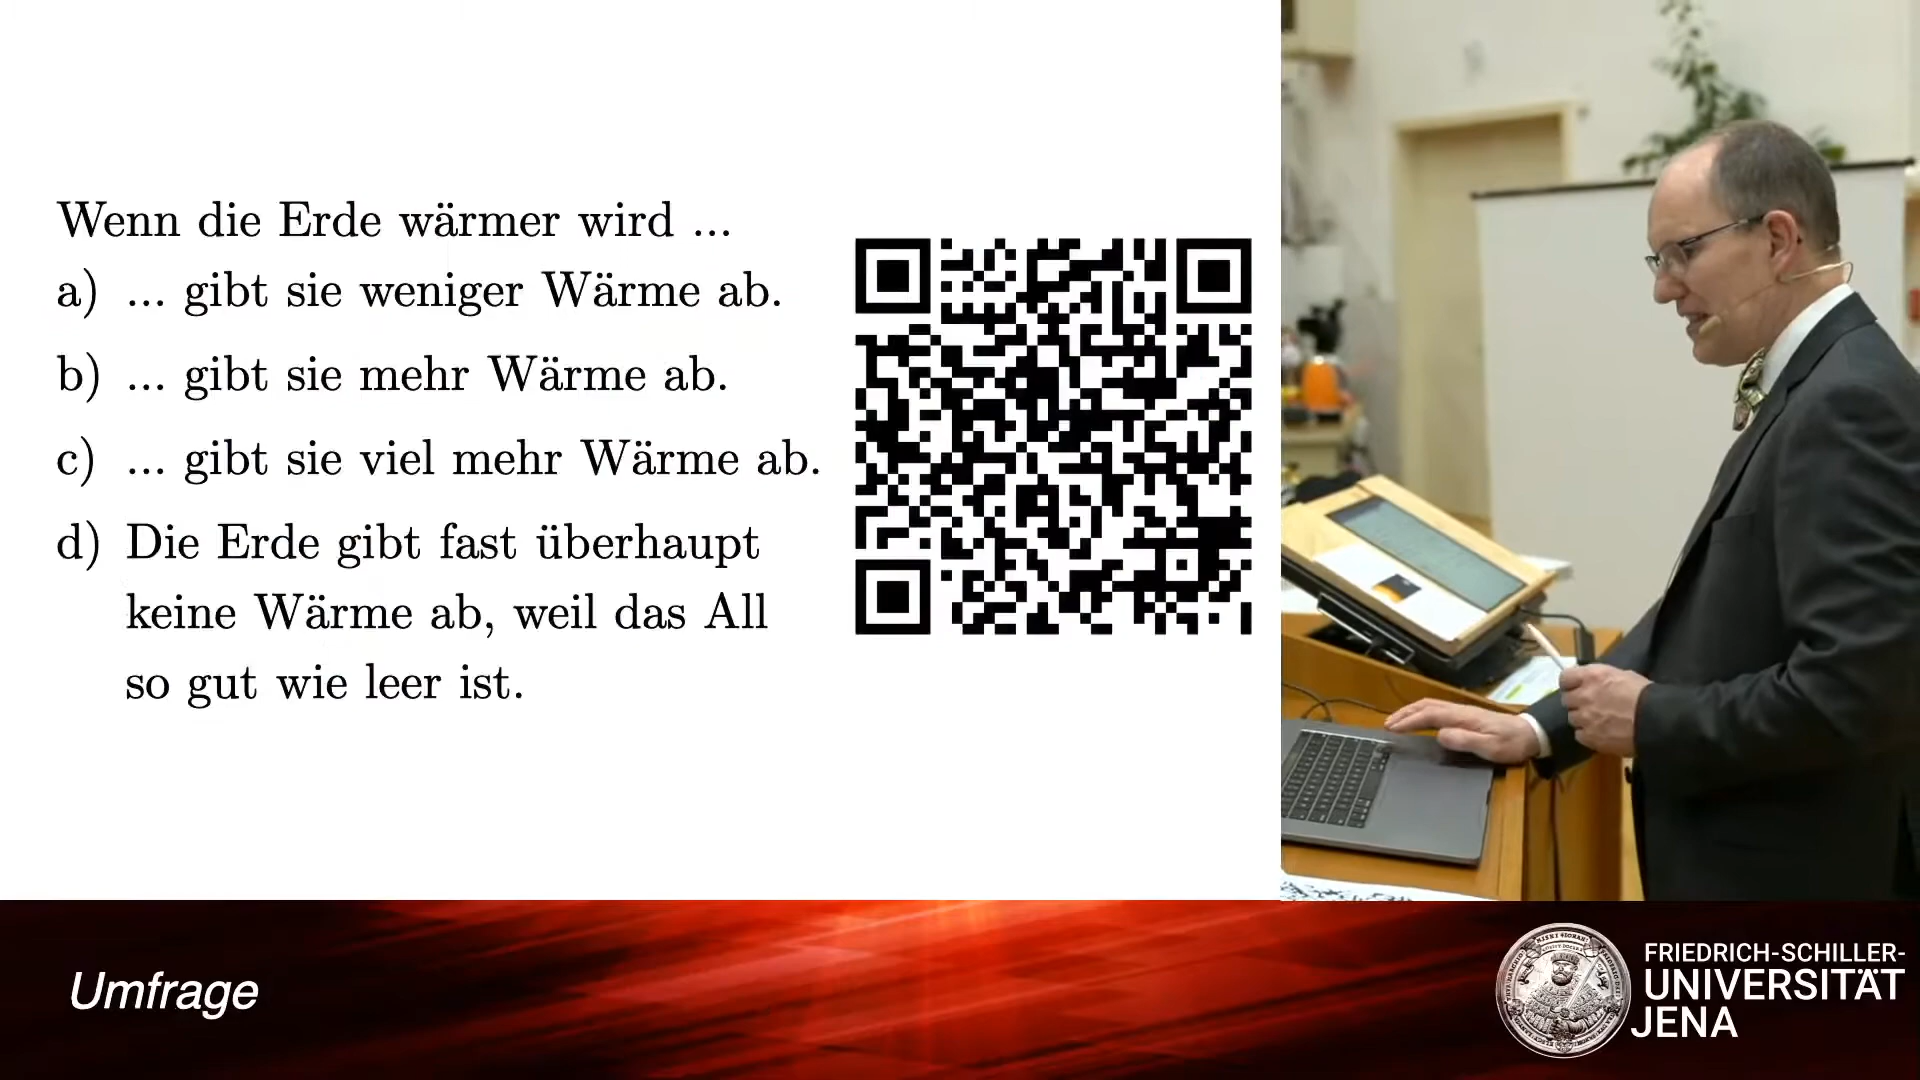 Wenn die Erde wärmer wird ...
a) ... gibt sie weniger Wärme ab.
b) ... gibt sie mehr Wärme ab.
c) ... gibt sie viel mehr Wärme ab.
d) Die Erde gibt fast überhaupt
keine Wärme ab, weil das All
so gut wie leer ist.
Umfrage
FRIEDRICH-SCHILLER-
UNIVERSITÄT
JENA